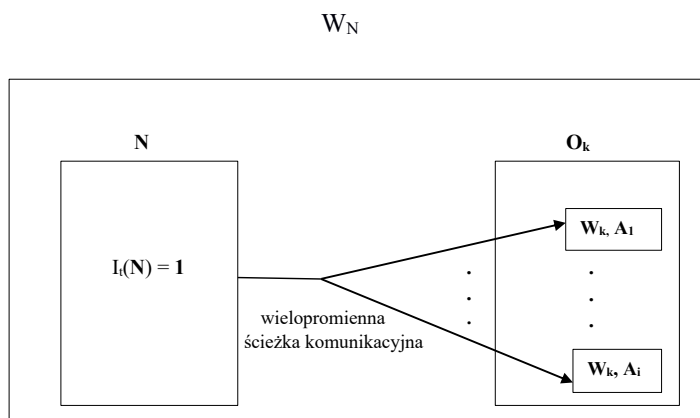 W_N
N
O_k
W_k, A_1
I_t(N) = 1
wielopromienna
ścieżka komunikacyjna
W_k, A_i